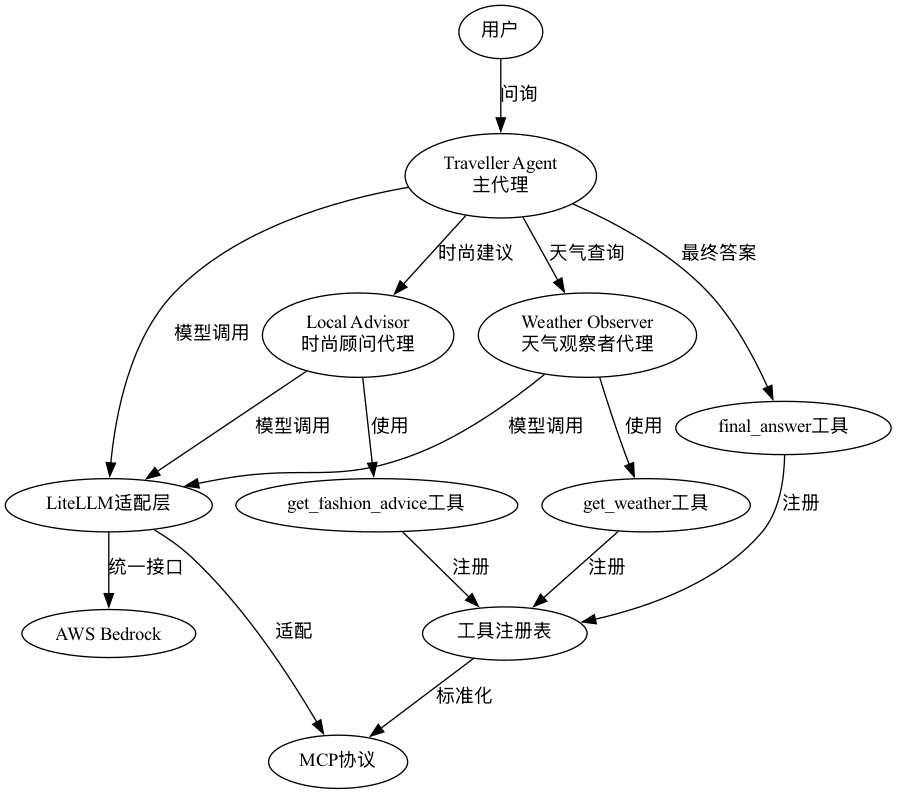 用户
问询
Traveller Agent
主代理
时尚建议
天气查询
最终答案
模型调用
Local Advisor
时尚顾问代理
Weather Observer
天气观察者代理
模型调用
使用
模型调用
使用
final_answer工具
LiteLLM适配层
get_fashion_advice工具
get_weather工具
注册
统一接口
注册
注册
AWS Bedrock
适配
工具注册表
标准化
MCP协议